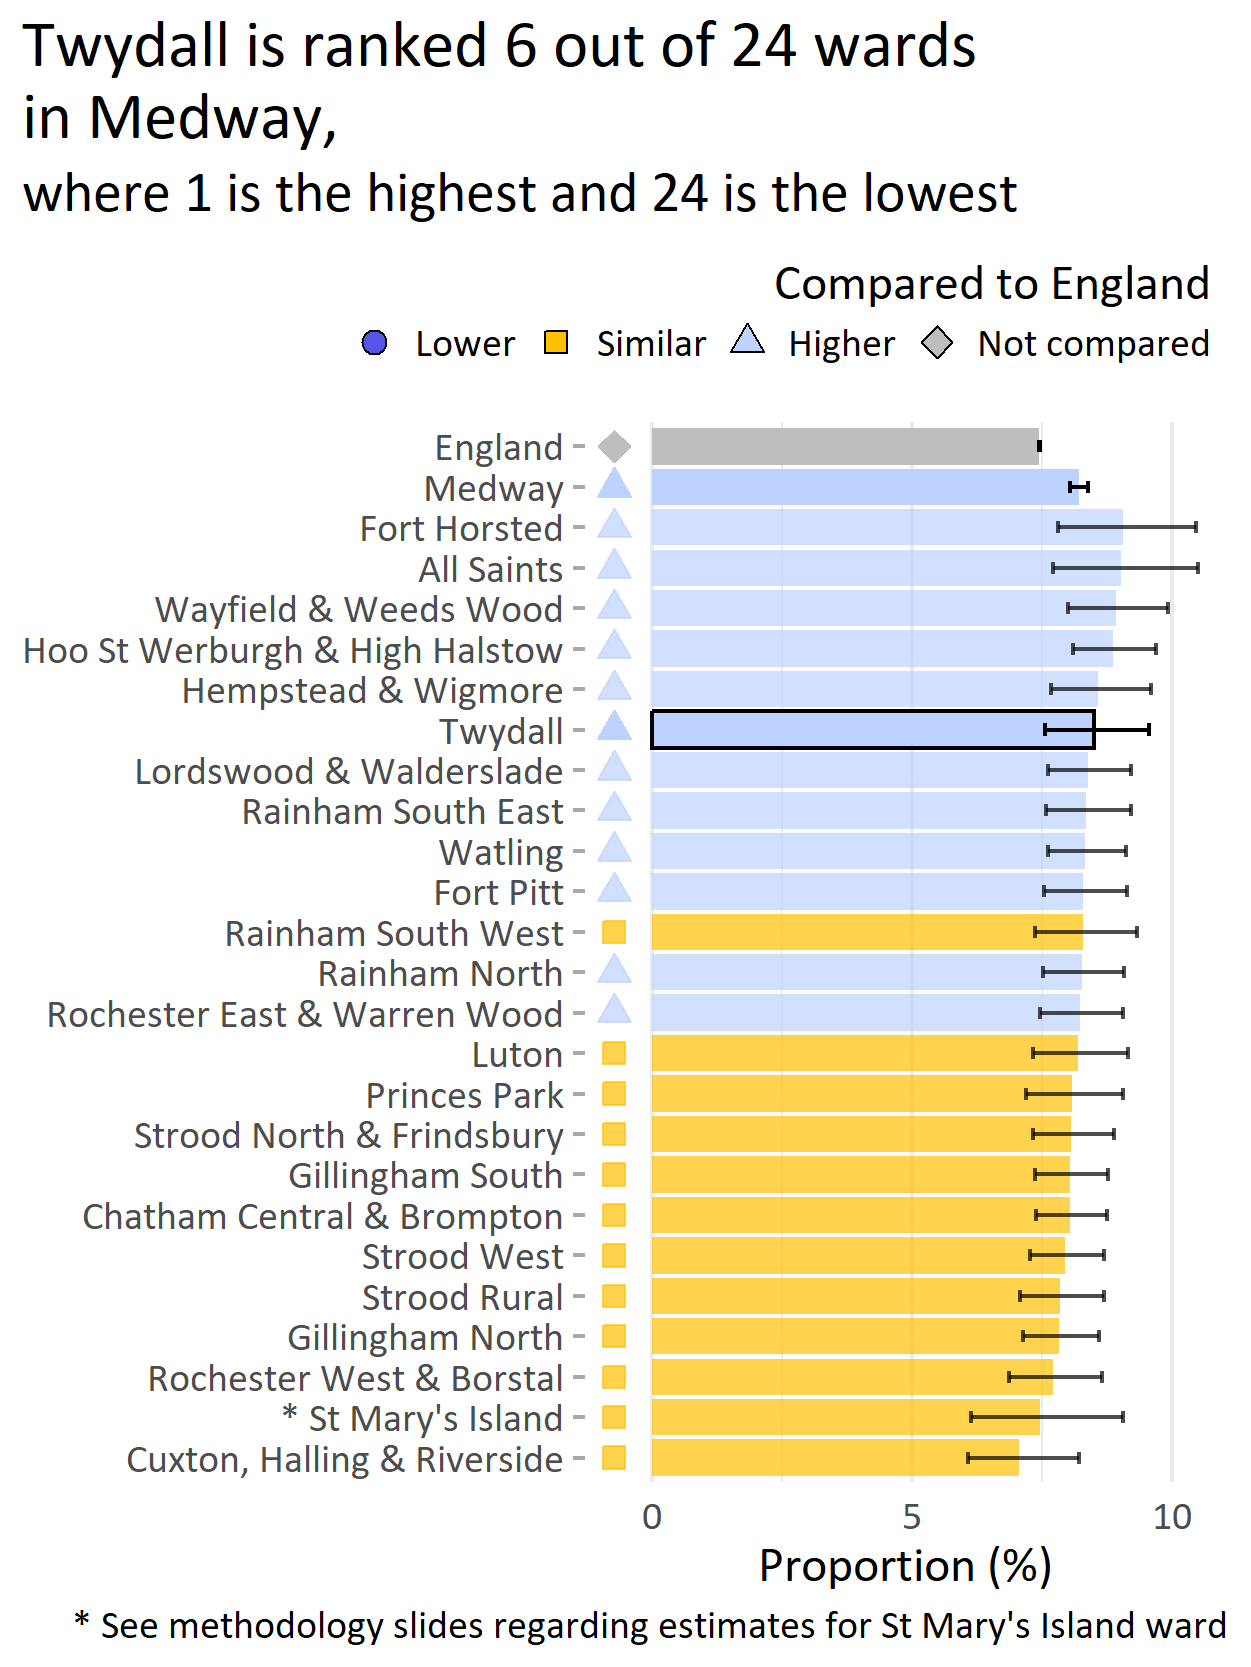 Twydall is ranked 6 out of 24 wards
in Medway,
where 1 is the highest and 24 is the lowest
Compared to England
Lower Similar Higher Not compared
England
Medway
Fort Horsted
All Saints
Wayfield & Weeds Wood
Hoo St Werburgh & High Halstow
Hempstead & Wigmore
Twydall
Lordswood & Walderslade
Rainham South East
Watling
Fort Pitt
Rainham South West
Rainham North
Rochester East & Warren Wood
Luton
Princes Park
Strood North & Frindsbury
Gillingham South
Chatham Central & Brompton
Strood West
Strood Rural
Gillingham North
Rochester West & Borstal
* St Mary's Island
Cuxton, Halling & Riverside
0 5 10
Proportion (%)
* See methodology slides regarding estimates for St Mary's Island ward